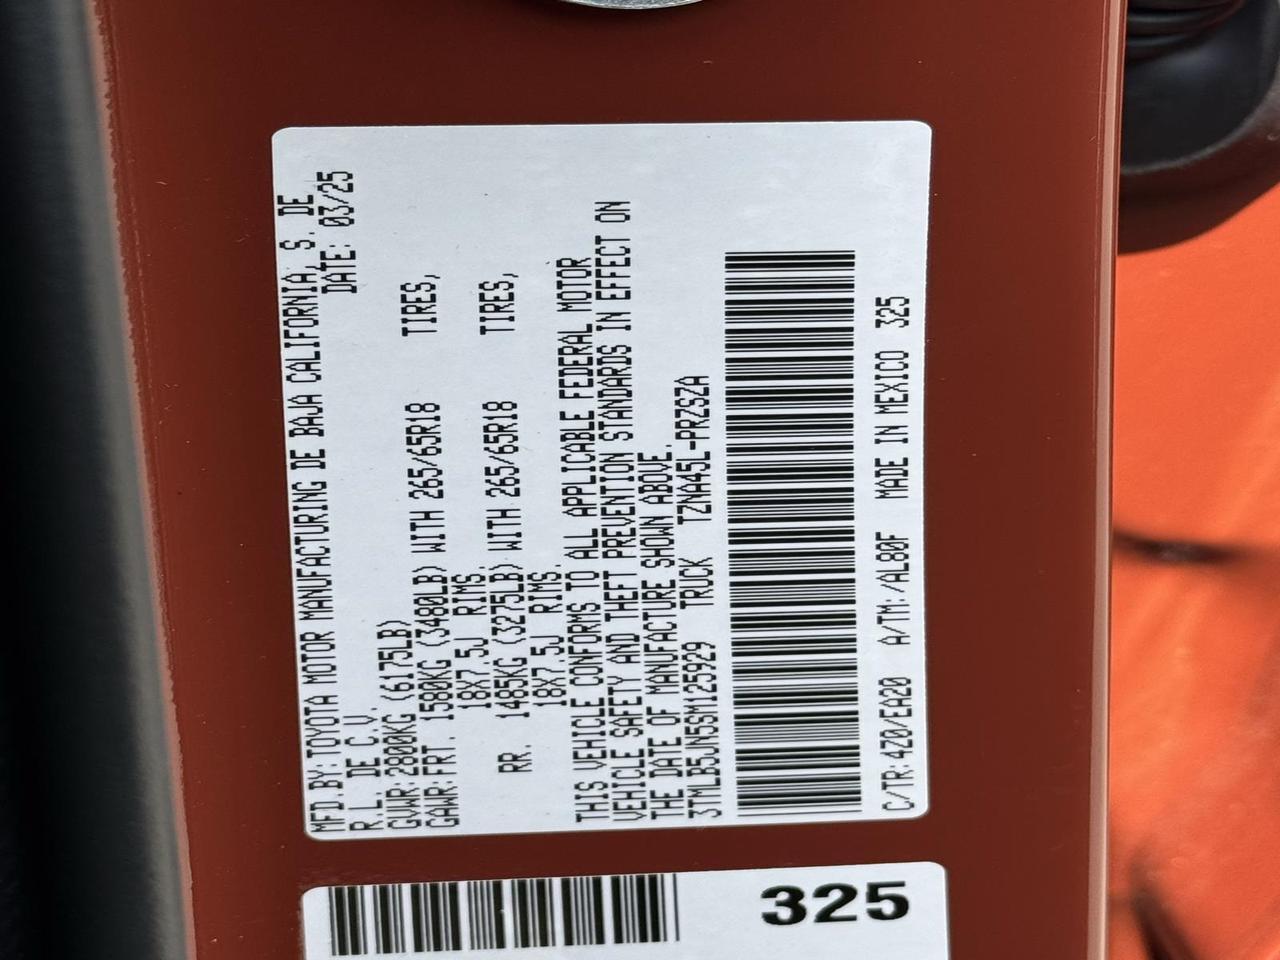 MFD.BY: TOYOTA MOTOR MANUFACTURING DE BAJA CALIFORNIA, S. DE
R.L. DE C.V. DATE: 03/25
GVWR: 2800KG (6175LB)
GAWR: FRT. 1580KG (3480LB) WITH 265/65R18 TIRES,
18X7.5J RIMS.
RR. 1485KG (3275LB) WITH 265/65R18 TIRES,
18X7.5J RIMS.
THIS VEHICLE CONFORMS TO ALL APPLICABLE FEDERAL MOTOR
VEHICLE SAFETY AND THEFT PREVENTION STANDARDS IN EFFECT ON
THE DATE OF MANUFACTURE SHOWN ABOVE.
3TMLB5JN5SM125929 TRUCK TZNA45L-PRZSZA
C/TR: 4Z0/EA20 A/TM: /AL80F MADE IN MEXICO 325
325